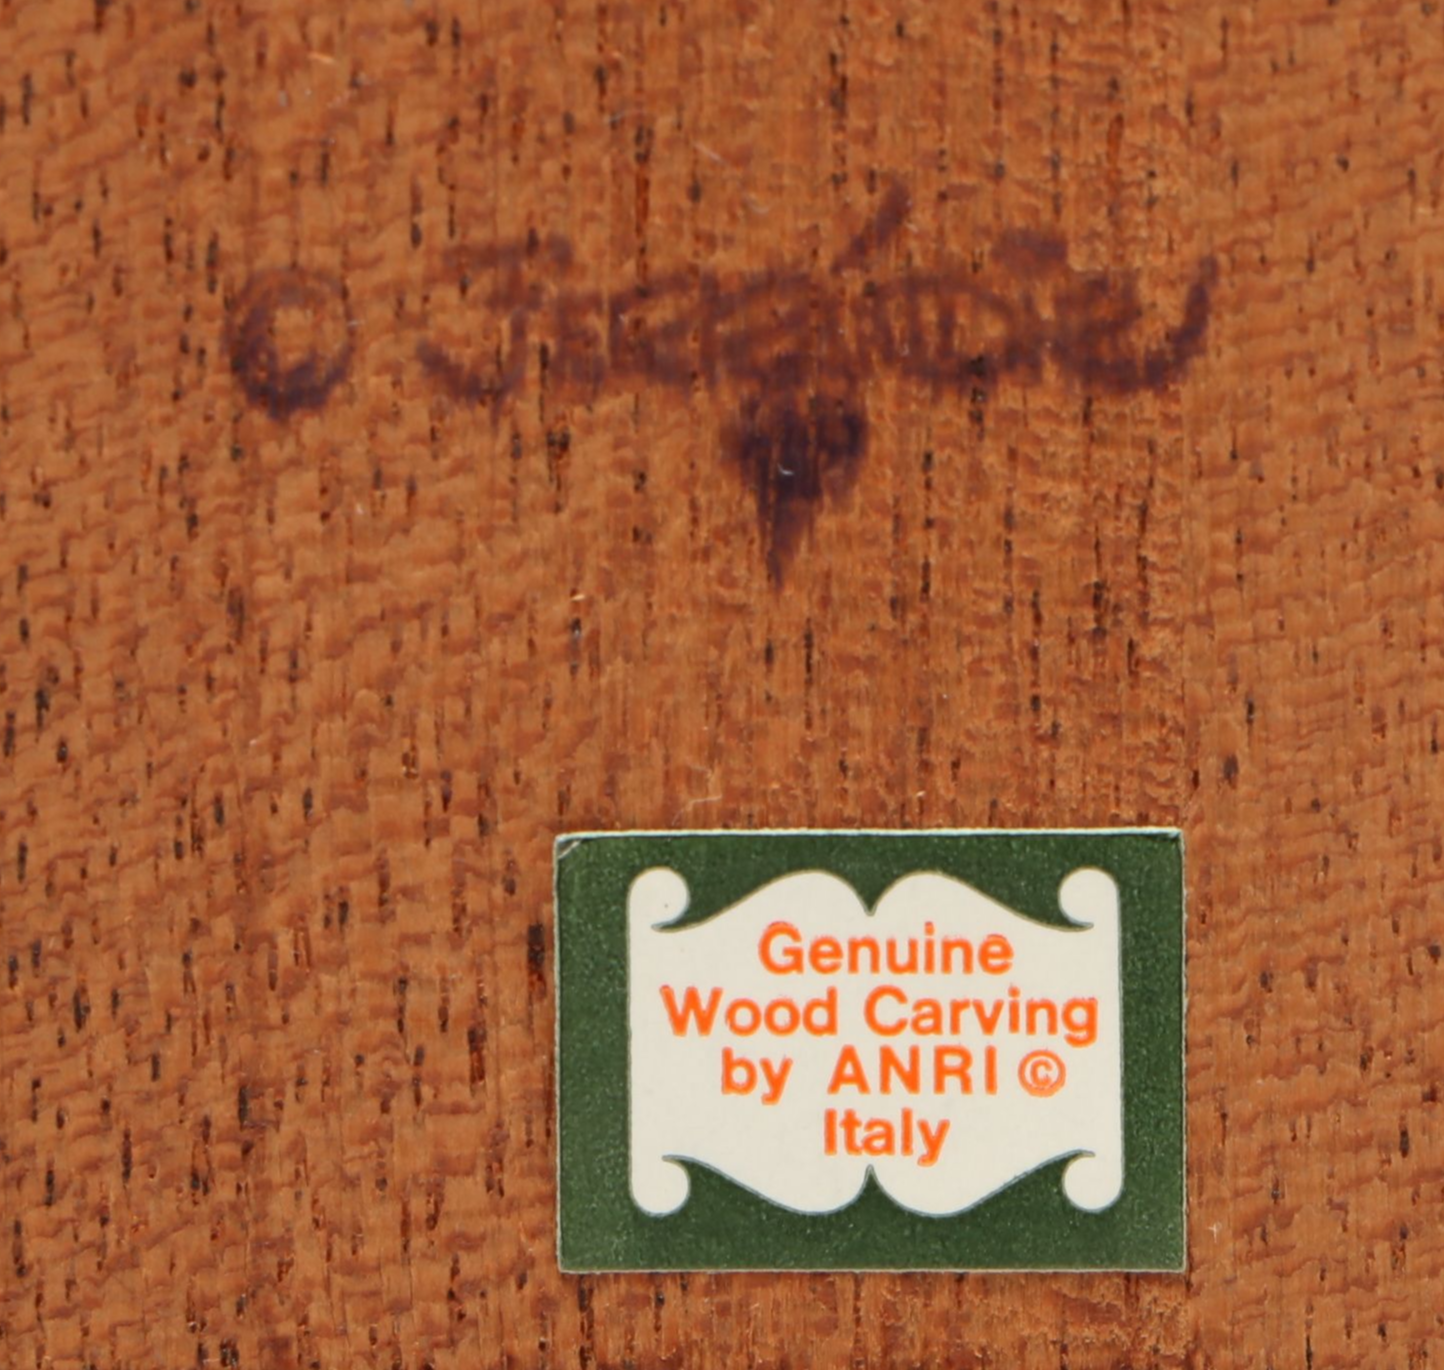 ©
Genuine
Wood Carving
by ANRI ©
Italy